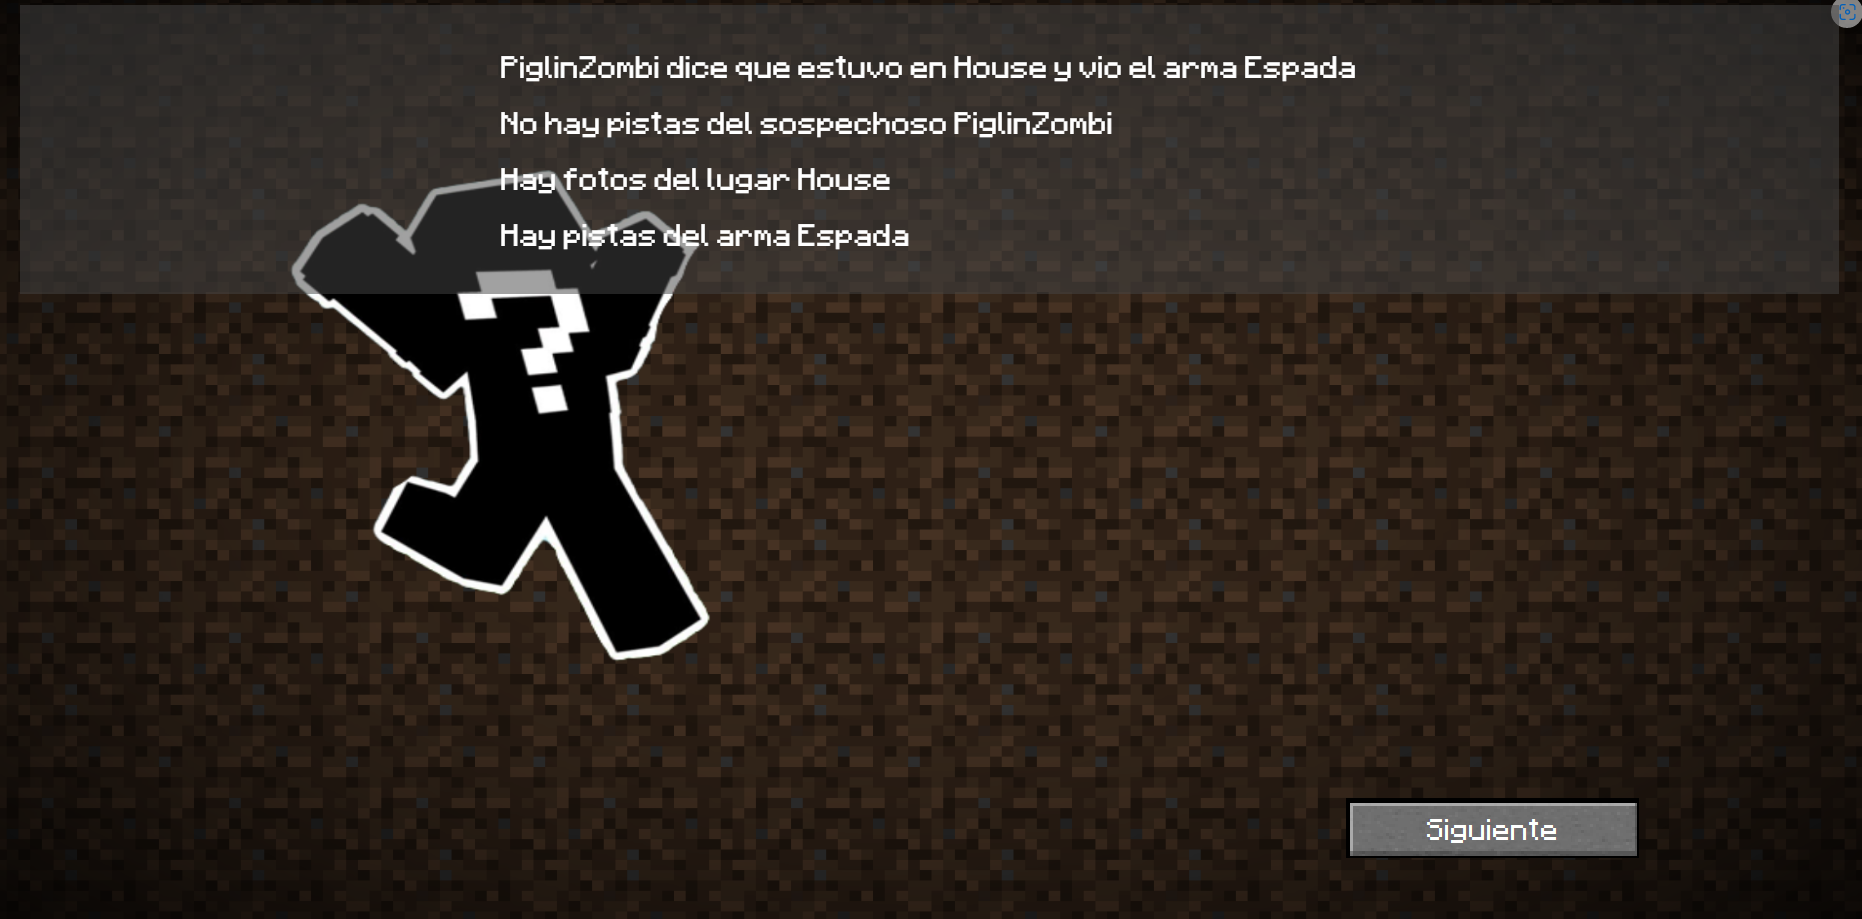 PiglinZombi dice que estuvo en House y vio el arma Espada
No hay pistas del sospechoso PiglinZombi
Hay fotos del lugar House
Hay pistas del arma Espada
?
Siguiente